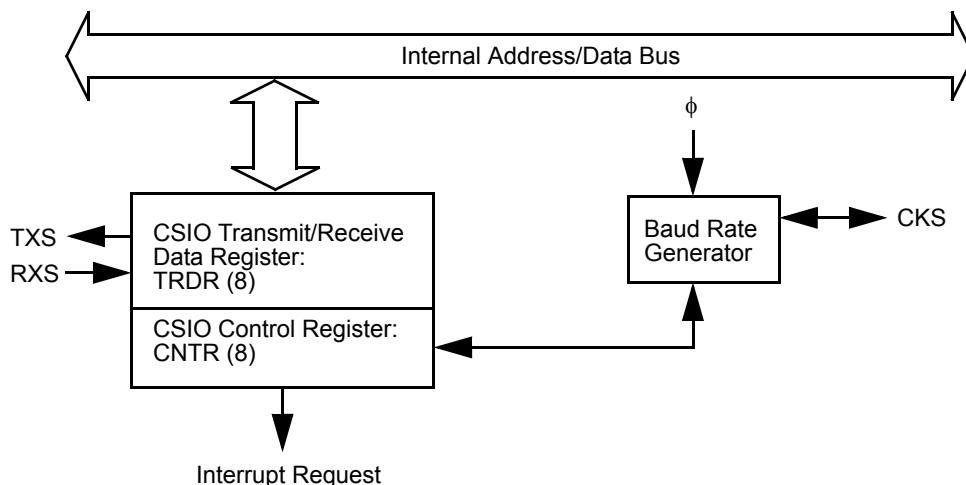 Internal Address/Data Bus
ϕ
TXS
RXS
CSIO Transmit/Receive
Data Register:
TRDR (8)
CSIO Control Register:
CNTR (8)
Baud Rate
Generator
CKS
Interrupt Request